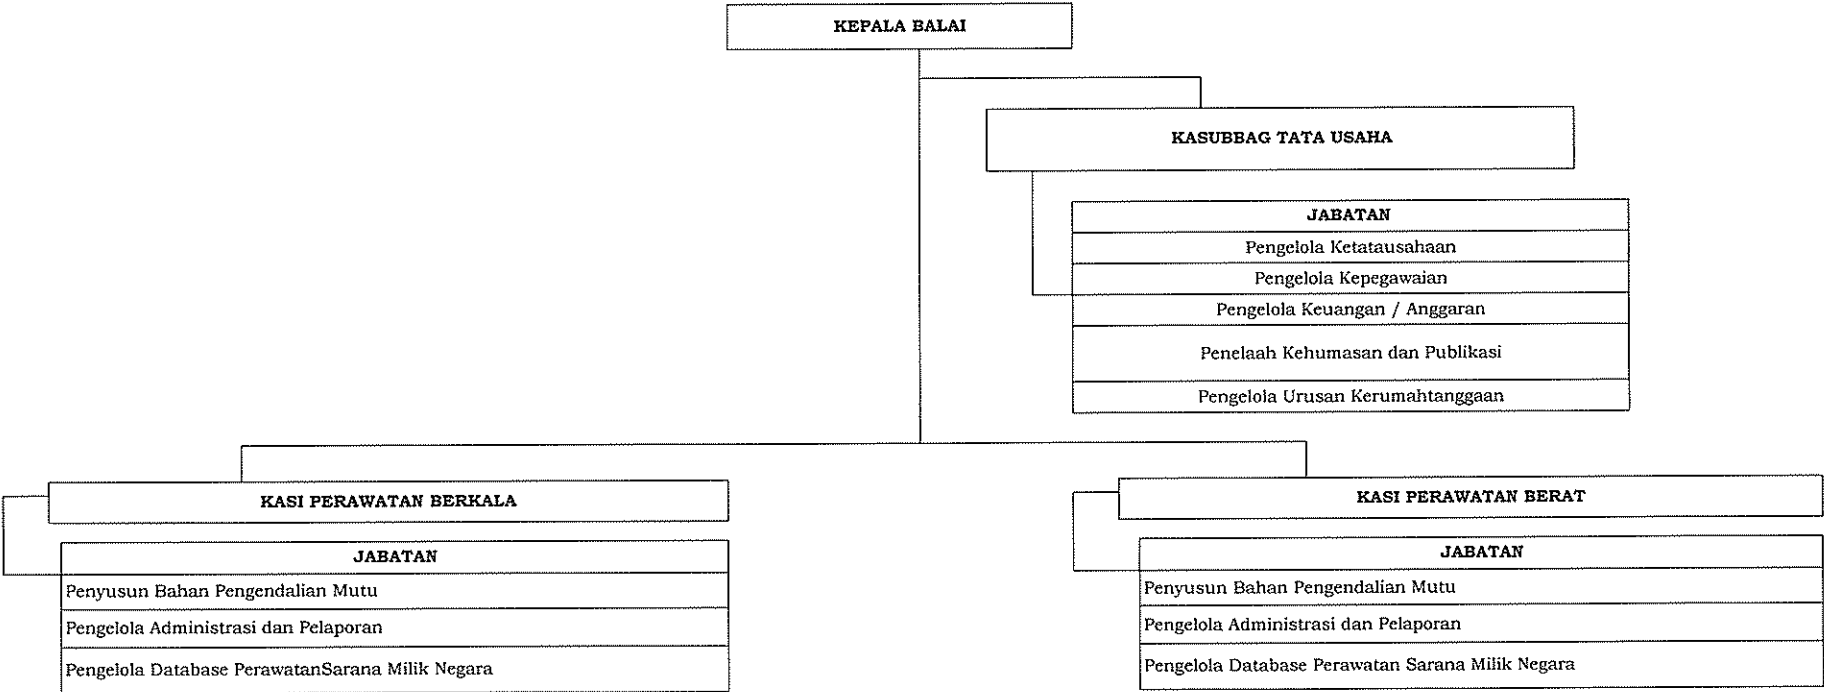 KEPALA BALAI
KASUBBAG TATA USAHA
JABATAN
Pengelola Ketatausahaan
Pengelola Kepegawaian
Pengelola Keuangan / Anggaran
Penelaah Kehumasan dan Publikasi
Pengelola Urusan Kerumahtanggaan
KASI PERAWATAN BERKALA
JABATAN
Penyusun Bahan Pengendalian Mutu
Pengelola Administrasi dan Pelaporan
Pengelola Database PerawatanSarana Milik Negara
KASI PERAWATAN BERAT
JABATAN
Penyusun Bahan Pengendalian Mutu
Pengelola Administrasi dan Pelaporan
Pengelola Database Perawatan Sarana Milik Negara